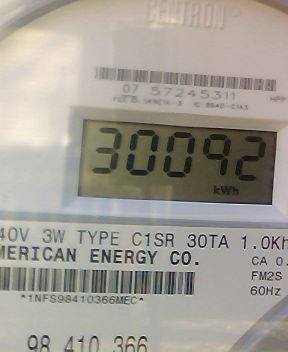 CENTRON®
07 57245311
30092
kWh
40V 3W TYPE C1SR 30TA 1.0Kh
MERICAN ENERGY CO.
CA 0.
FM2S
60Hz
*1NFS98410366MEC*
98 410 366